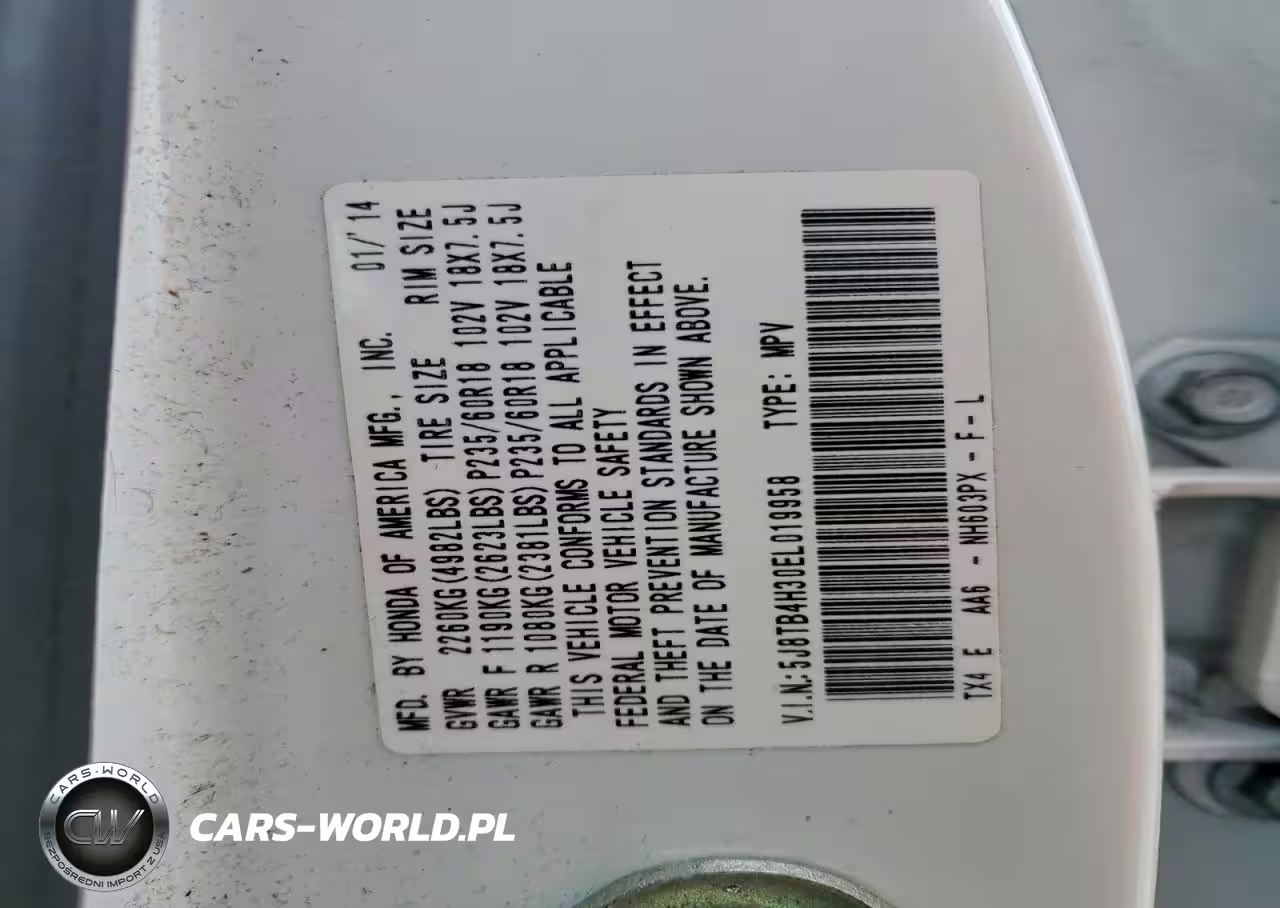 MFD. BY HONDA OF AMERICA MFG., INC. 01/'14
GVWR 2260KG(4982LBS) TIRE SIZE RIM SIZE
GAWR F 1190KG(2623LBS)P235/60R18 102V 18X7.5J
GAWR R 1080KG(2381LBS)P235/60R18 102V 18X7.5J
THIS VEHICLE CONFORMS TO ALL APPLICABLE
FEDERAL MOTOR VEHICLE SAFETY
AND THEFT PREVENTION STANDARDS IN EFFECT
ON THE DATE OF MANUFACTURE SHOWN ABOVE.
V.I.N:5J8TB4H30EL019958 TYPE: MPV
TX4 E AA6 - NH603PX - F - L
CARS-WORLD
CW
BEZPOŚREDNI IMPORT Z USA
CARS-WORLD.PL